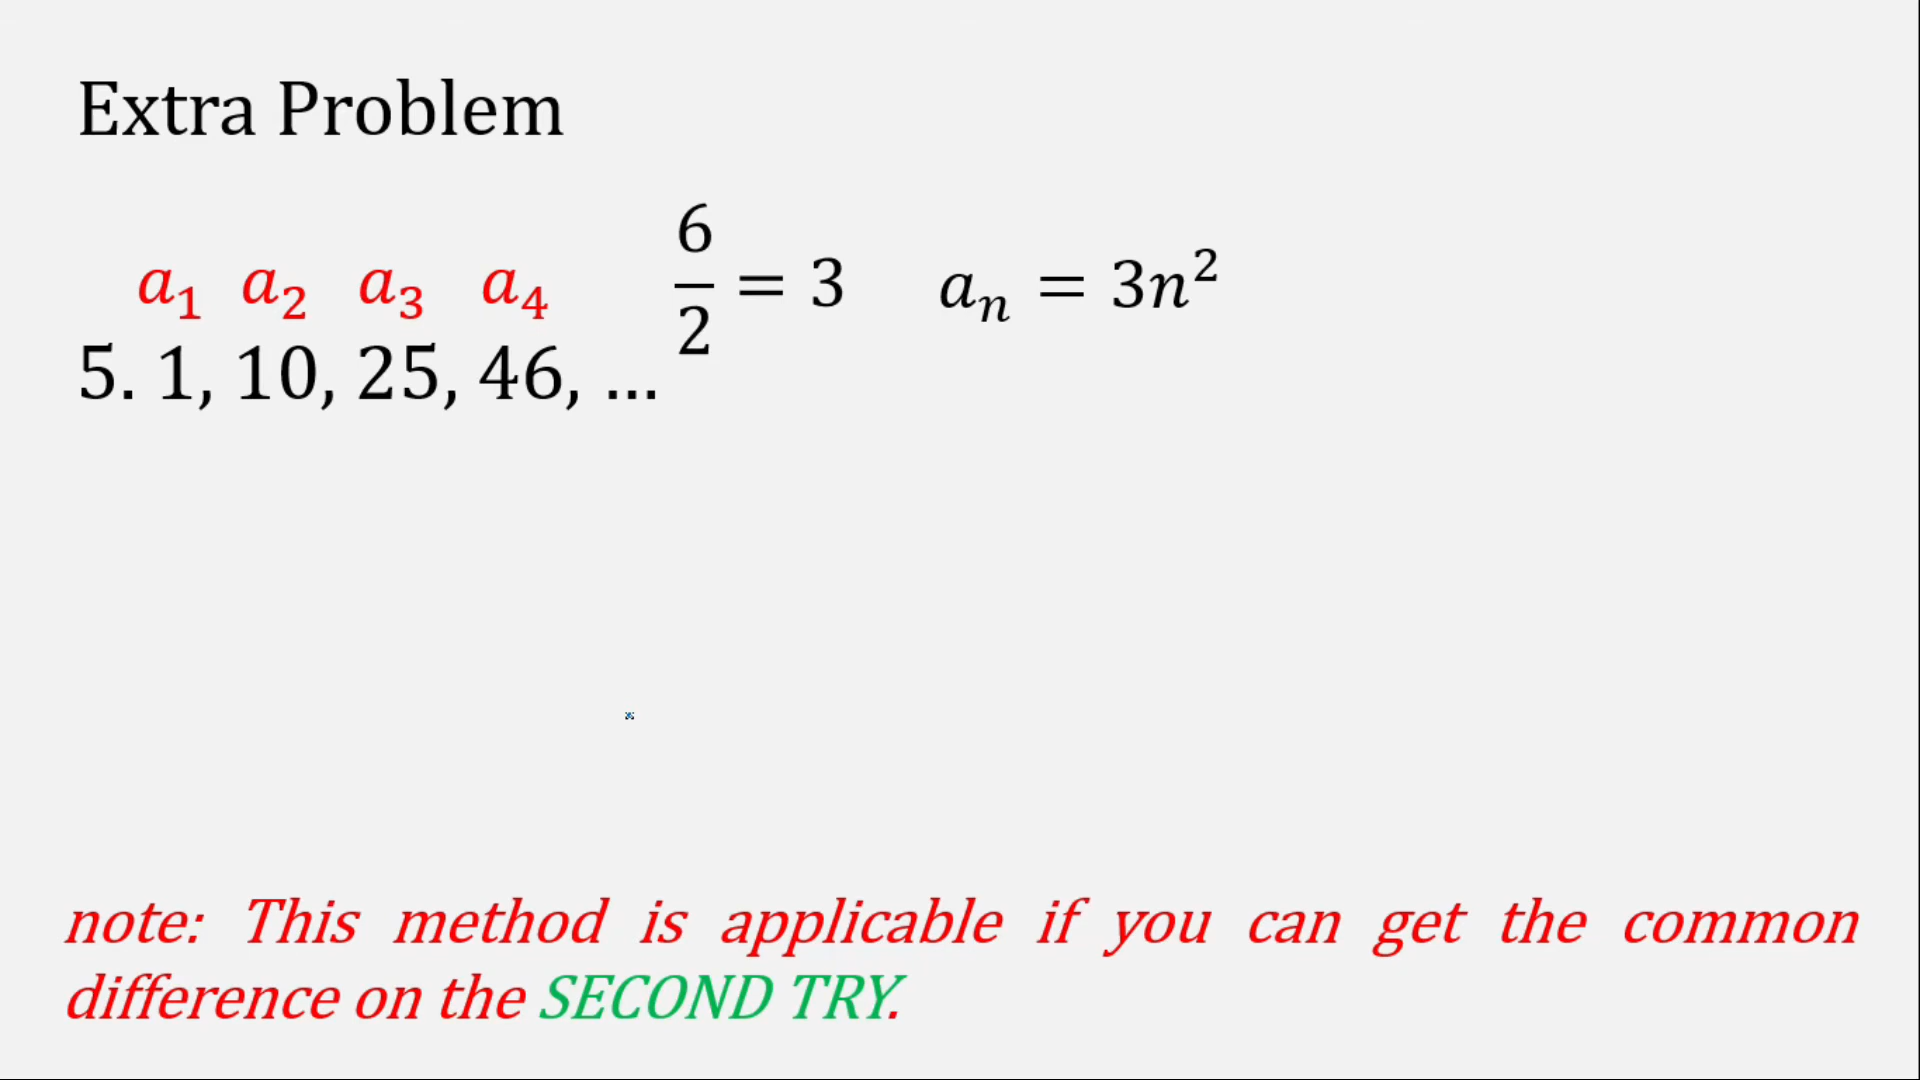 Extra Problem
a₁ a₂ a₃ a₄
6/2 = 3 aₙ = 3n²
5. 1, 10, 25, 46, ...
note: This method is applicable if you can get the common
difference on the SECOND TRY.